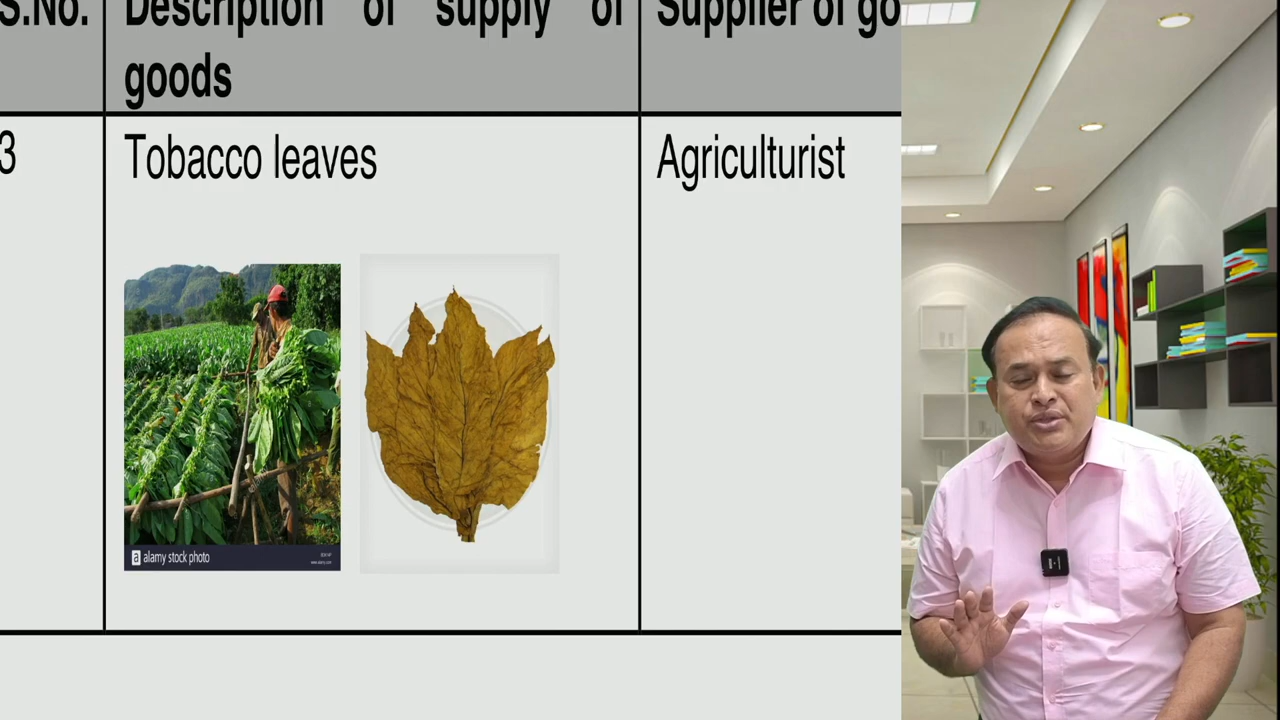 S.No.
Description of supply of
goods
Supplier of go
3
Tobacco leaves
Agriculturist
a alamy stock photo